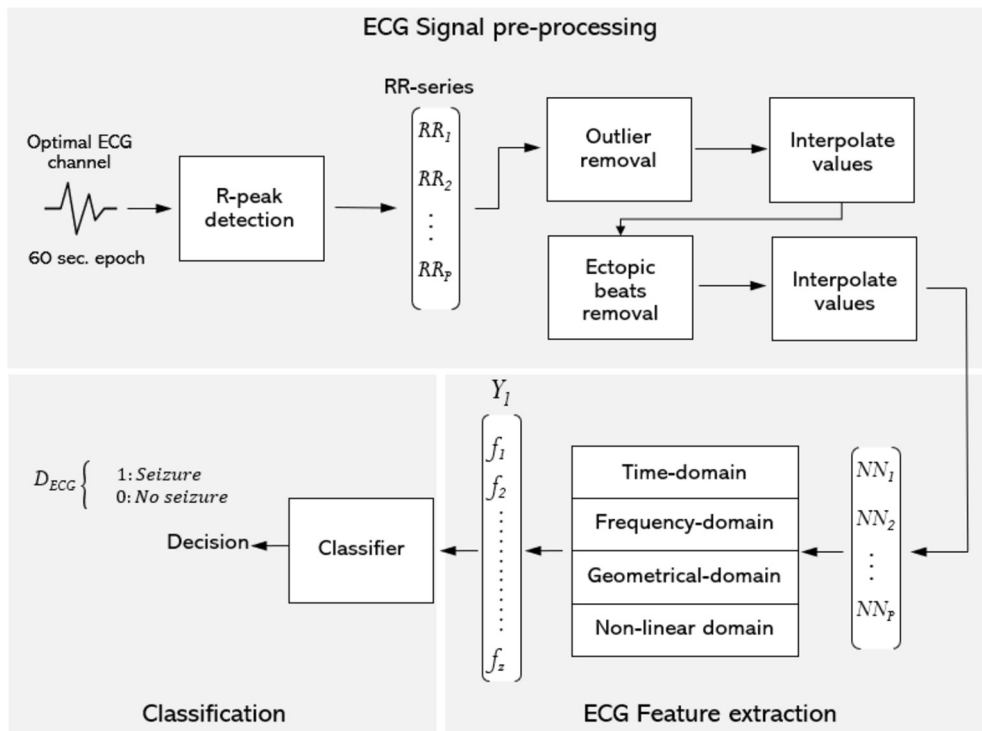 ECG Signal pre-processing
RR-series
Optimal ECG
channel
60 sec. epoch
R-peak
detection
RR1
RR2
⋮
RRP
Outlier
removal
Interpolate
values
Ectopic
beats
removal
Interpolate
values
NN1
NN2
⋮
NNP
Time-domain
Frequency-domain
Geometrical-domain
Non-linear domain
Y1
f1
f2
⋮
fz
Classifier
Decision
DECG { 1: Seizure
0: No seizure
Classification
ECG Feature extraction